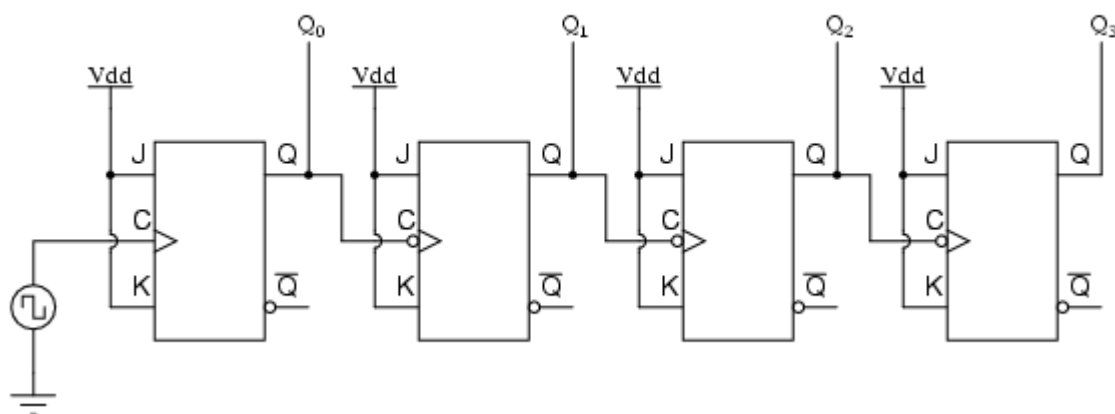 Q0 Q1 Q2 Q3
Vdd Vdd Vdd Vdd
J Q J Q J Q J Q
C C C C
K Q̅ K Q̅ K Q̅ K Q̅